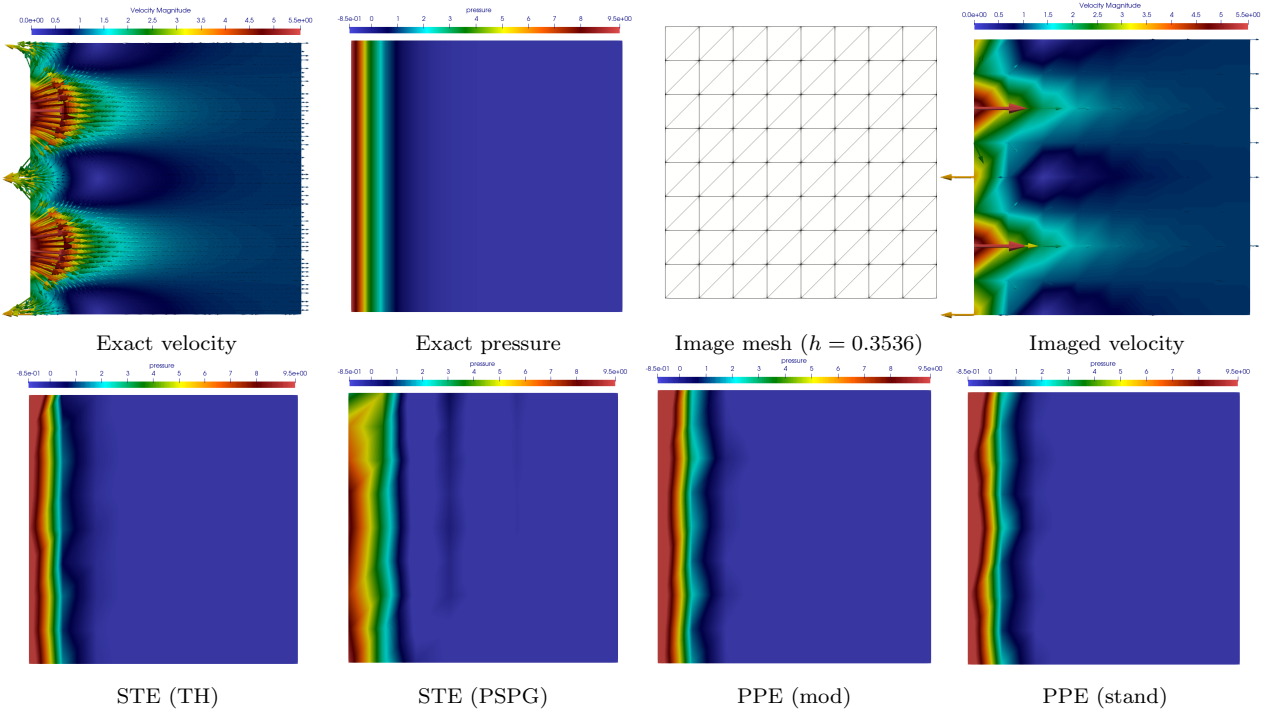 Velocity Magnitude
0.0e+00 0.5 1 1.5 2 2.5 3 3.5 4 5.5e+00
pressure
-8.5e-01 0 1 2 3 4 5 6 7 8 9.5e+00
Velocity Magnitude
0.0e+00 0.5 1 1.5 2 2.5 3 3.5 4 5.5e+00
Exact velocity
Exact pressure
Image mesh (h = 0.3536)
Imaged velocity
pressure
-8.5e-01 0 1 2 3 4 5 6 7 8 9.5e+00
pressure
-8.5e-01 0 1 2 3 4 5 6 7 8 9.5e+00
pressure
-8.5e-01 0 1 2 3 4 5 6 7 8 9.5e+00
pressure
-8.5e-01 0 1 2 3 4 5 6 7 8 9.5e+00
STE (TH)
STE (PSPG)
PPE (mod)
PPE (stand)